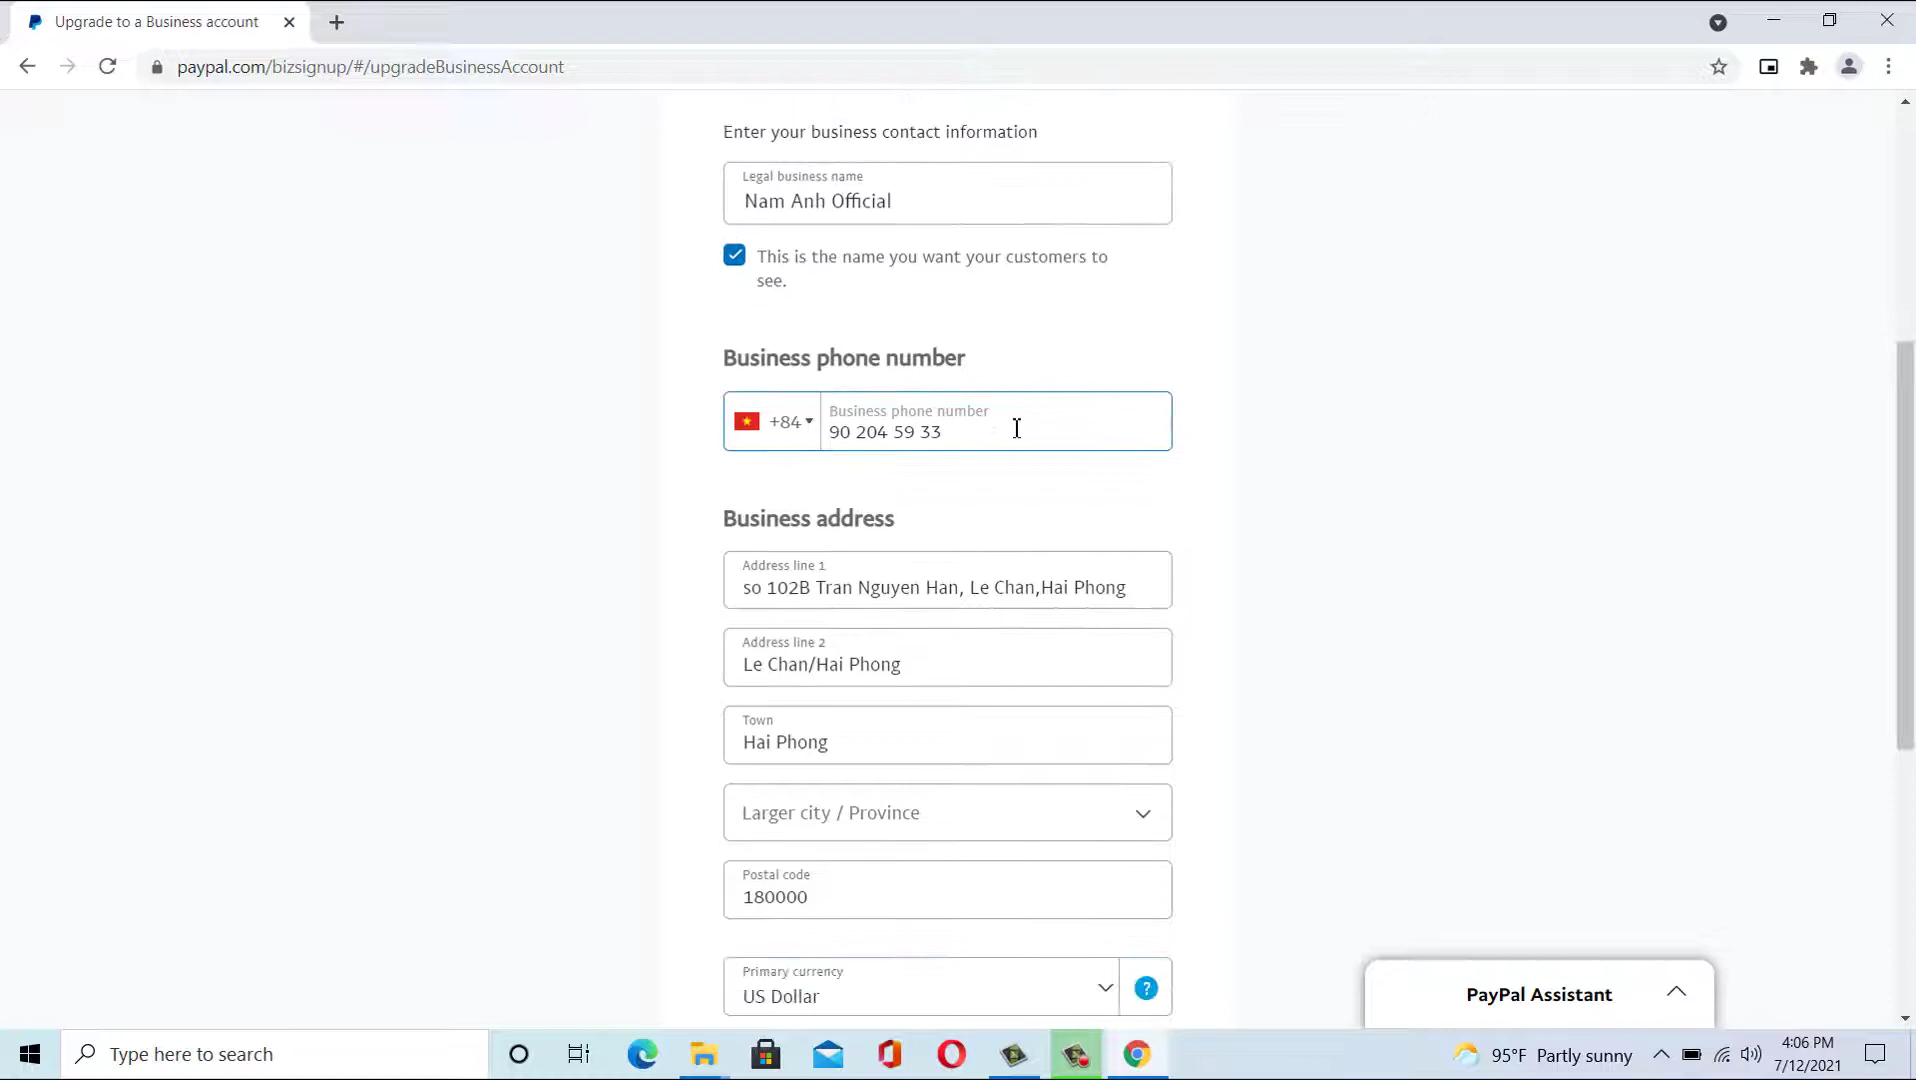 Upgrade to a Business account
paypal.com/bizsignup/#/upgradeBusinessAccount
Enter your business contact information
Legal business name
Nam Anh Official
This is the name you want your customers to
see.
Business phone number
+84
Business phone number
90 204 59 33
Business address
Address line 1
so 102B Tran Nguyen Han, Le Chan,Hai Phong
Address line 2
Le Chan/Hai Phong
Town
Hai Phong
Larger city / Province
Postal code
180000
Primary currency
US Dollar
?
PayPal Assistant
Type here to search
95°F Partly sunny
4:06 PM
7/12/2021